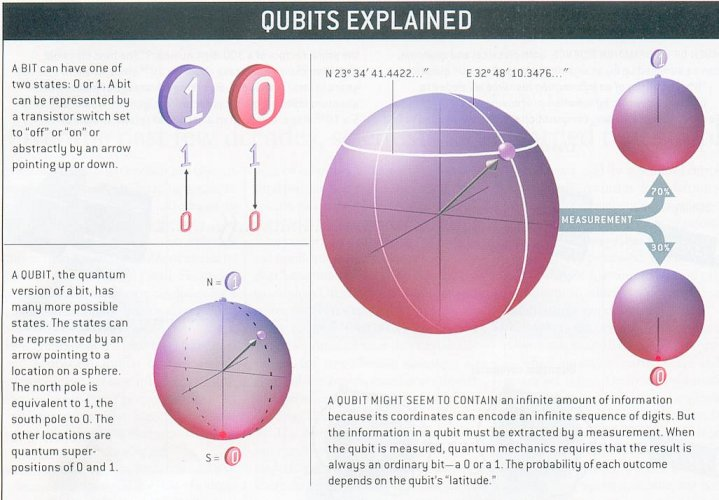 QUBITS EXPLAINED
A BIT can have one of
two states: 0 or 1. A bit
can be represented by
a transistor switch set
to “off” or “on” or
abstractly by an arrow
pointing up or down.
1 0
1 1
0 0
A QUBIT, the quantum
version of a bit, has
many more possible
states. The states can
be represented by an
arrow pointing to a
location on a sphere.
The north pole is
equivalent to 1, the
south pole to 0. The
other locations are
quantum super-
positions of 0 and 1.
N = 1
S = 0
N 23° 34′ 41.4422...” E 32° 48′ 10.3476...”
1
70%
MEASUREMENT
30%
0
A QUBIT MIGHT SEEM TO CONTAIN an infinite amount of information
because its coordinates can encode an infinite sequence of digits. But
the information in a qubit must be extracted by a measurement. When
the qubit is measured, quantum mechanics requires that the result is
always an ordinary bit—a 0 or a 1. The probability of each outcome
depends on the qubit's “latitude.”